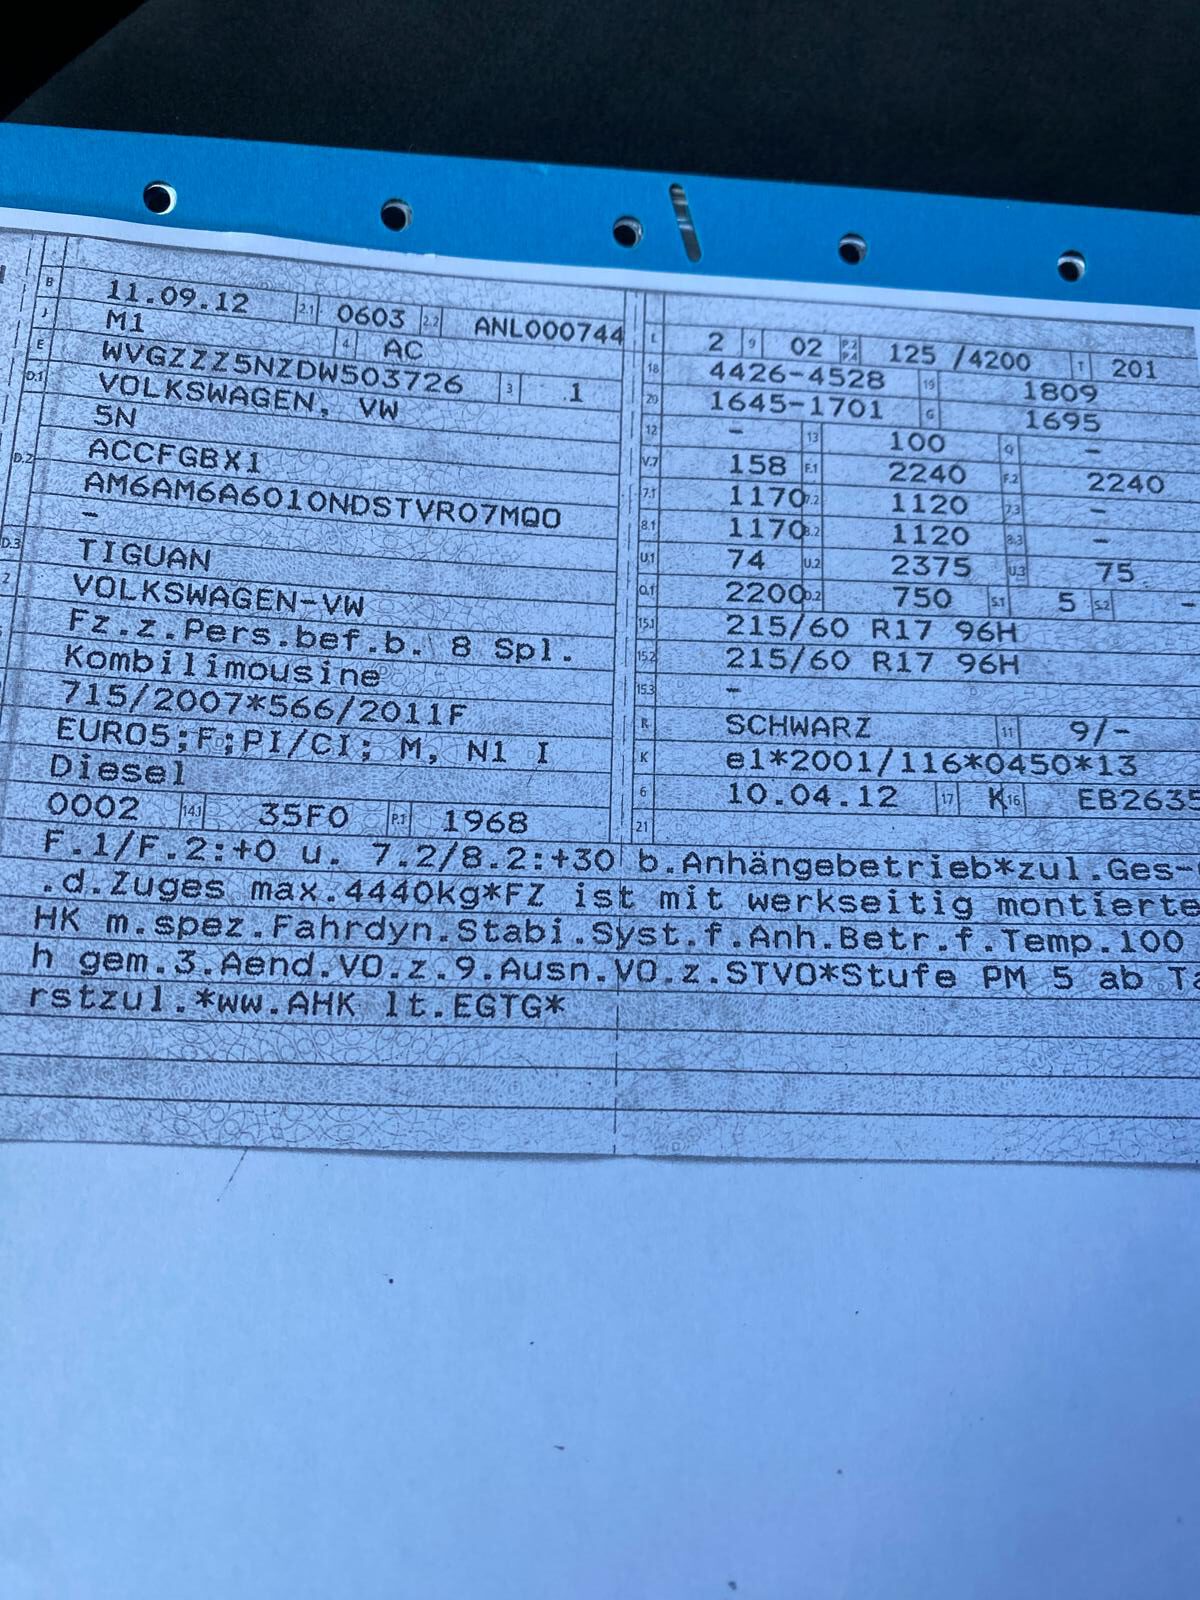 B 11.09.12 2.1 0603 2.2 ANL000744
J M1 4 AC
E WVGZZZ5NZDW503726 3 1
D.1 VOLKSWAGEN, VW
5N
D.2 ACCFGBX1
AM6AM6A6010NDSTVR07MQ0
-
D.3 TIGUAN
2 VOLKSWAGEN-VW
Fz.z.Pers.bef.b. 8 Spl.
Kombilimousine
715/2007*566/2011F
EURO5;F;PI/CI; M, N1 I
Diesel
0002 14.1 35F0 P.1 1968
L 2 9 02 P.2 P.4 125 /4200 T 201
18 4426-4528 19 1809
20 1645-1701 G 1695
12 - 13 100 Q -
V.7 158 F.1 2240 F.2 2240
7.1 1170 7.2 1120 7.3 -
8.1 1170 8.2 1120 8.3 -
U.1 74 U.2 2375 U.3 75
O.1 2200 O.2 750 S.1 5 S.2 -
15.1 215/60 R17 96H
15.2 215/60 R17 96H
15.3 -
R SCHWARZ 11 9/-
K e1*2001/116*0450*13
6 10.04.12 17 K 16 EB2635
21
F.1/F.2:+0 u. 7.2/8.2:+30 b.Anhängebetrieb*zul.Ges-
.d.Zuges max.4440kg*FZ ist mit werkseitig montierte
HK m.spez.Fahrdyn.Stabi.Syst.f.Anh.Betr.f.Temp.100
h gem.3.Aend.VO.z.9.Ausn.VO.z.STVO*Stufe PM 5 ab Ta
rstzul.*ww.AHK lt.EGTG*